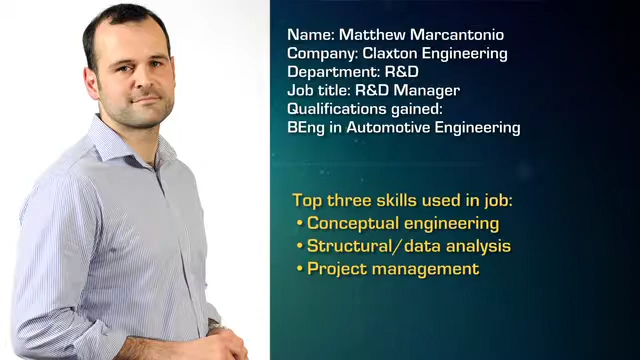 Name: Matthew Marcantonio
Company: Claxton Engineering
Department: R&D
Job title: R&D Manager
Qualifications gained:
BEng in Automotive Engineering
Top three skills used in job:
• Conceptual engineering
• Structural/data analysis
• Project management